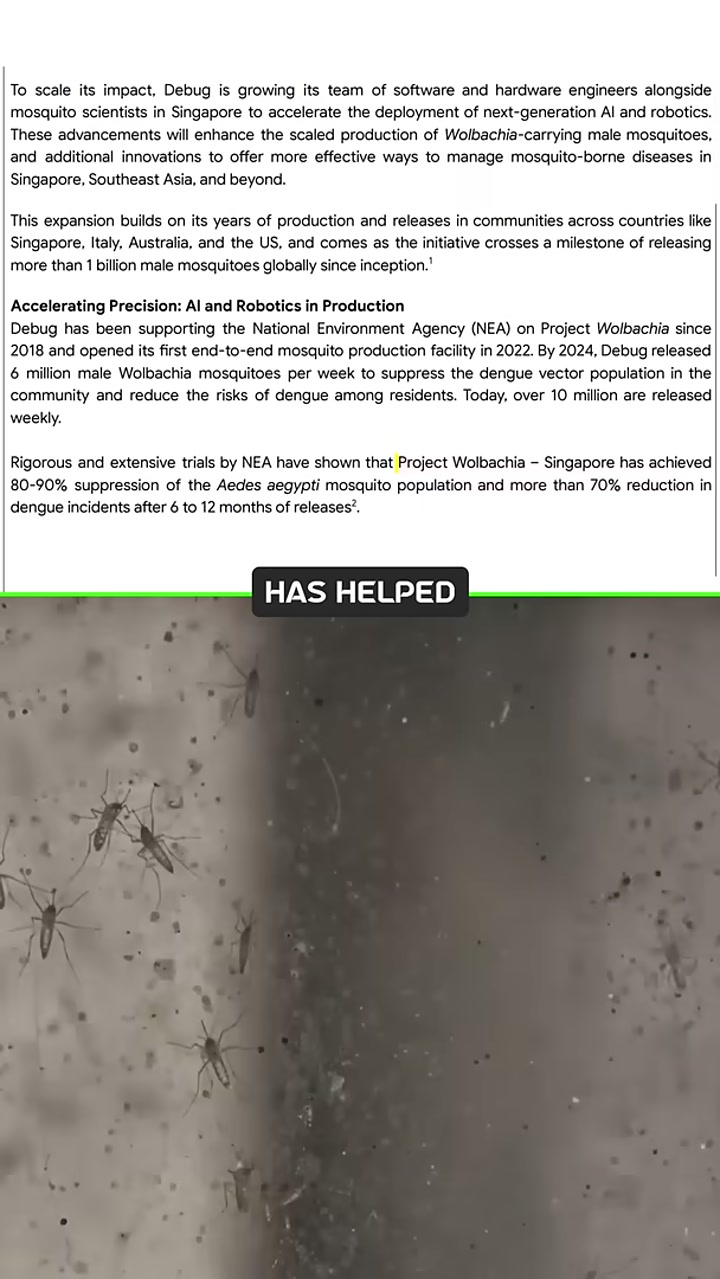 To scale its impact, Debug is growing its team of software and hardware engineers alongside
mosquito scientists in Singapore to accelerate the deployment of next-generation AI and robotics.
These advancements will enhance the scaled production of Wolbachia-carrying male mosquitoes,
and additional innovations to offer more effective ways to manage mosquito-borne diseases in
Singapore, Southeast Asia, and beyond.
This expansion builds on its years of production and releases in communities across countries like
Singapore, Italy, Australia, and the US, and comes as the initiative crosses a milestone of releasing
more than 1 billion male mosquitoes globally since inception.¹
Accelerating Precision: AI and Robotics in Production
Debug has been supporting the National Environment Agency (NEA) on Project Wolbachia since
2018 and opened its first end-to-end mosquito production facility in 2022. By 2024, Debug released
6 million male Wolbachia mosquitoes per week to suppress the dengue vector population in the
community and reduce the risks of dengue among residents. Today, over 10 million are released
weekly.
Rigorous and extensive trials by NEA have shown that Project Wolbachia – Singapore has achieved
80-90% suppression of the Aedes aegypti mosquito population and more than 70% reduction in
dengue incidents after 6 to 12 months of releases².
HAS HELPED